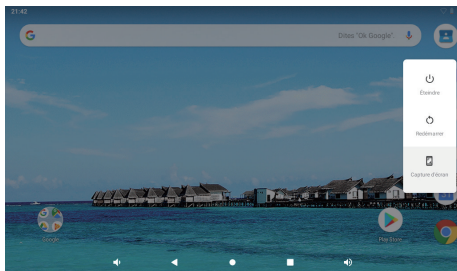 21:42
Dites "Ok Google".
Éteindre
Redémarrer
Capture d'écran
Google
Play Store